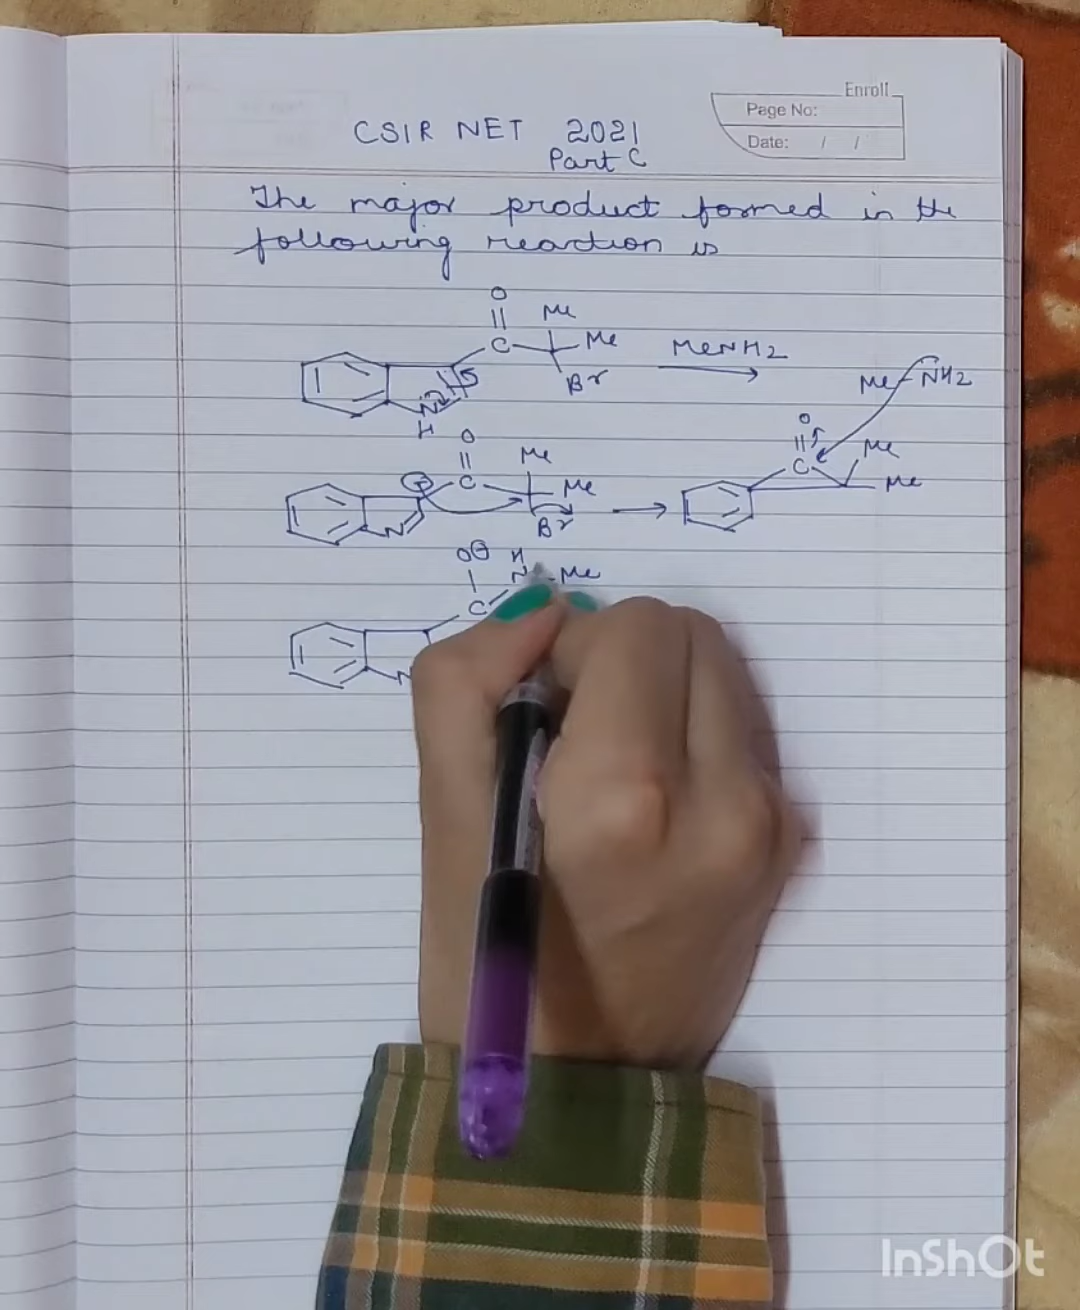 Enroll
Page No:
Date: / /
CSIR NET 2021
Part C
The major product formed in the
following reaction is
O
Me
C
Me
MeNH2
Br
Me-NH2
N
H
O
O
Me
C
Me
C
Me
Me
N
Br
O⊖
H
N
Me
C
N
InShOt